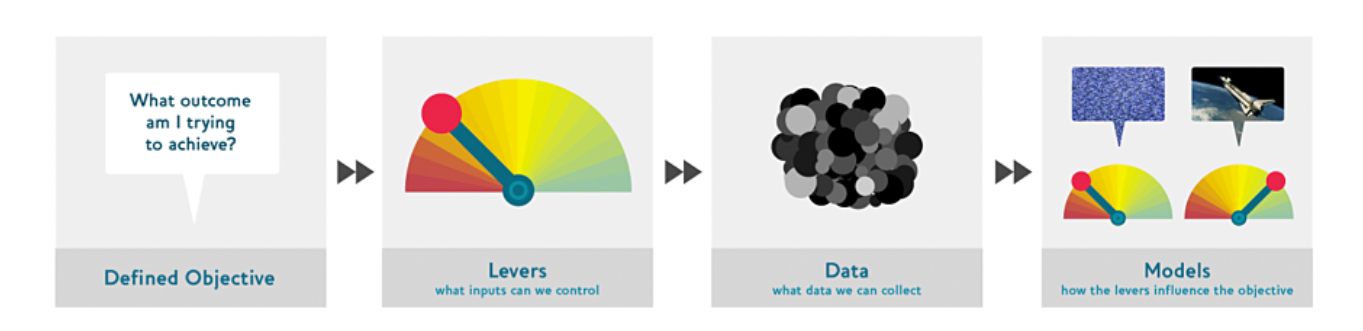 What outcome
am I trying
to achieve?
Defined Objective
Levers
what inputs can we control
Data
what data we can collect
Models
how the levers influence the objective